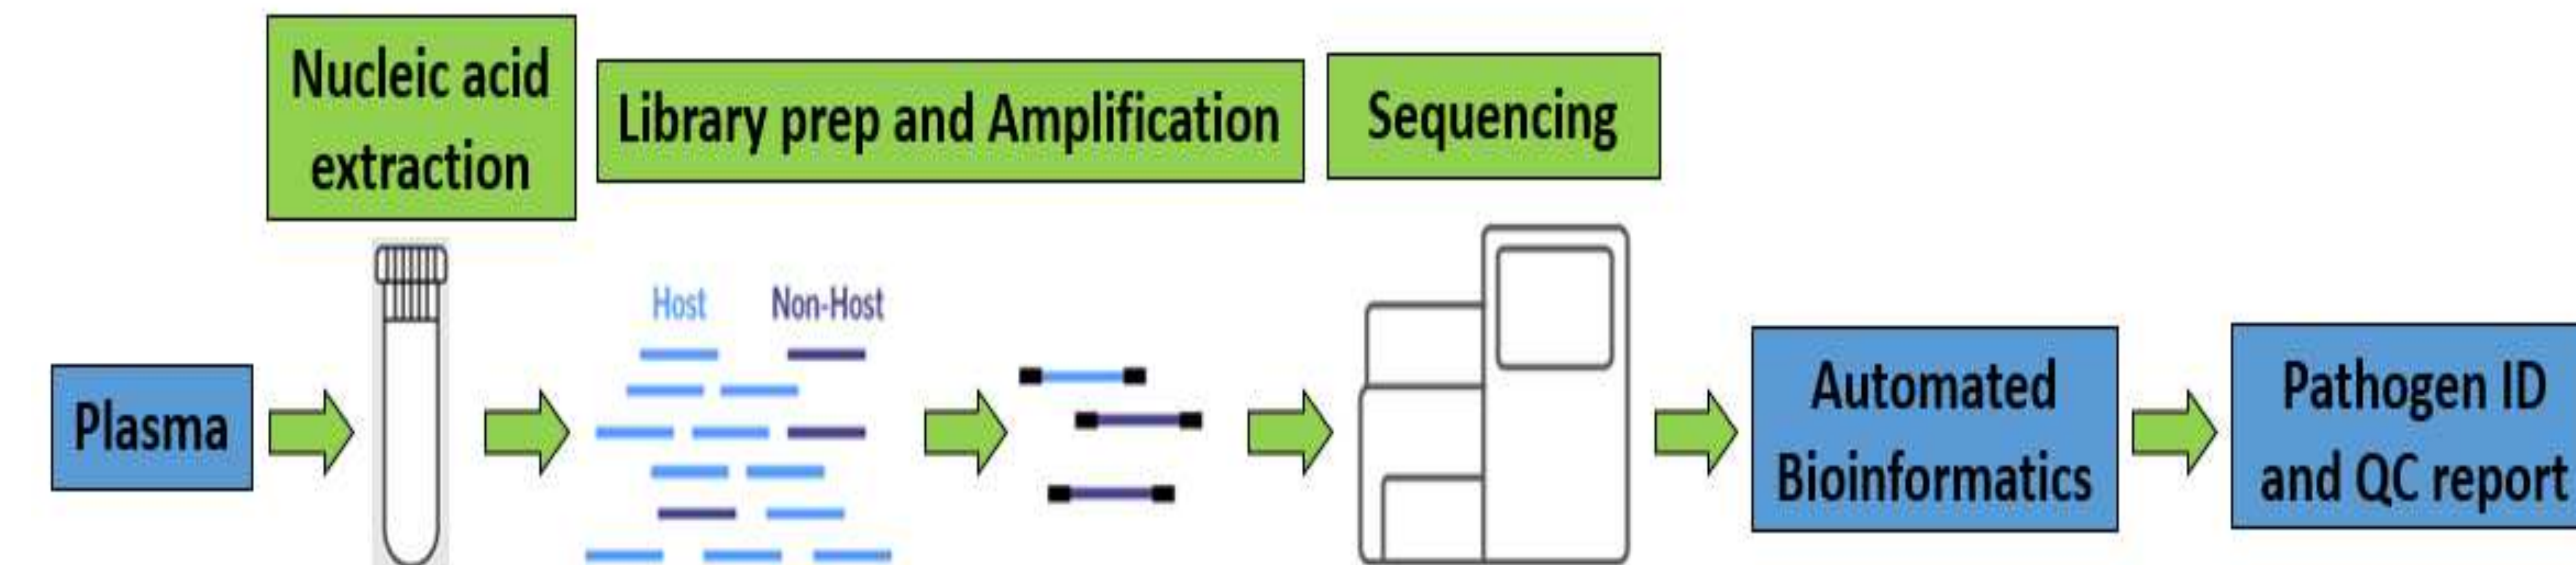 Nucleic acid
extraction
Library prep and Amplification
Sequencing
Host
Non-Host
Plasma
Automated
Bioinformatics
Pathogen ID
and QC report